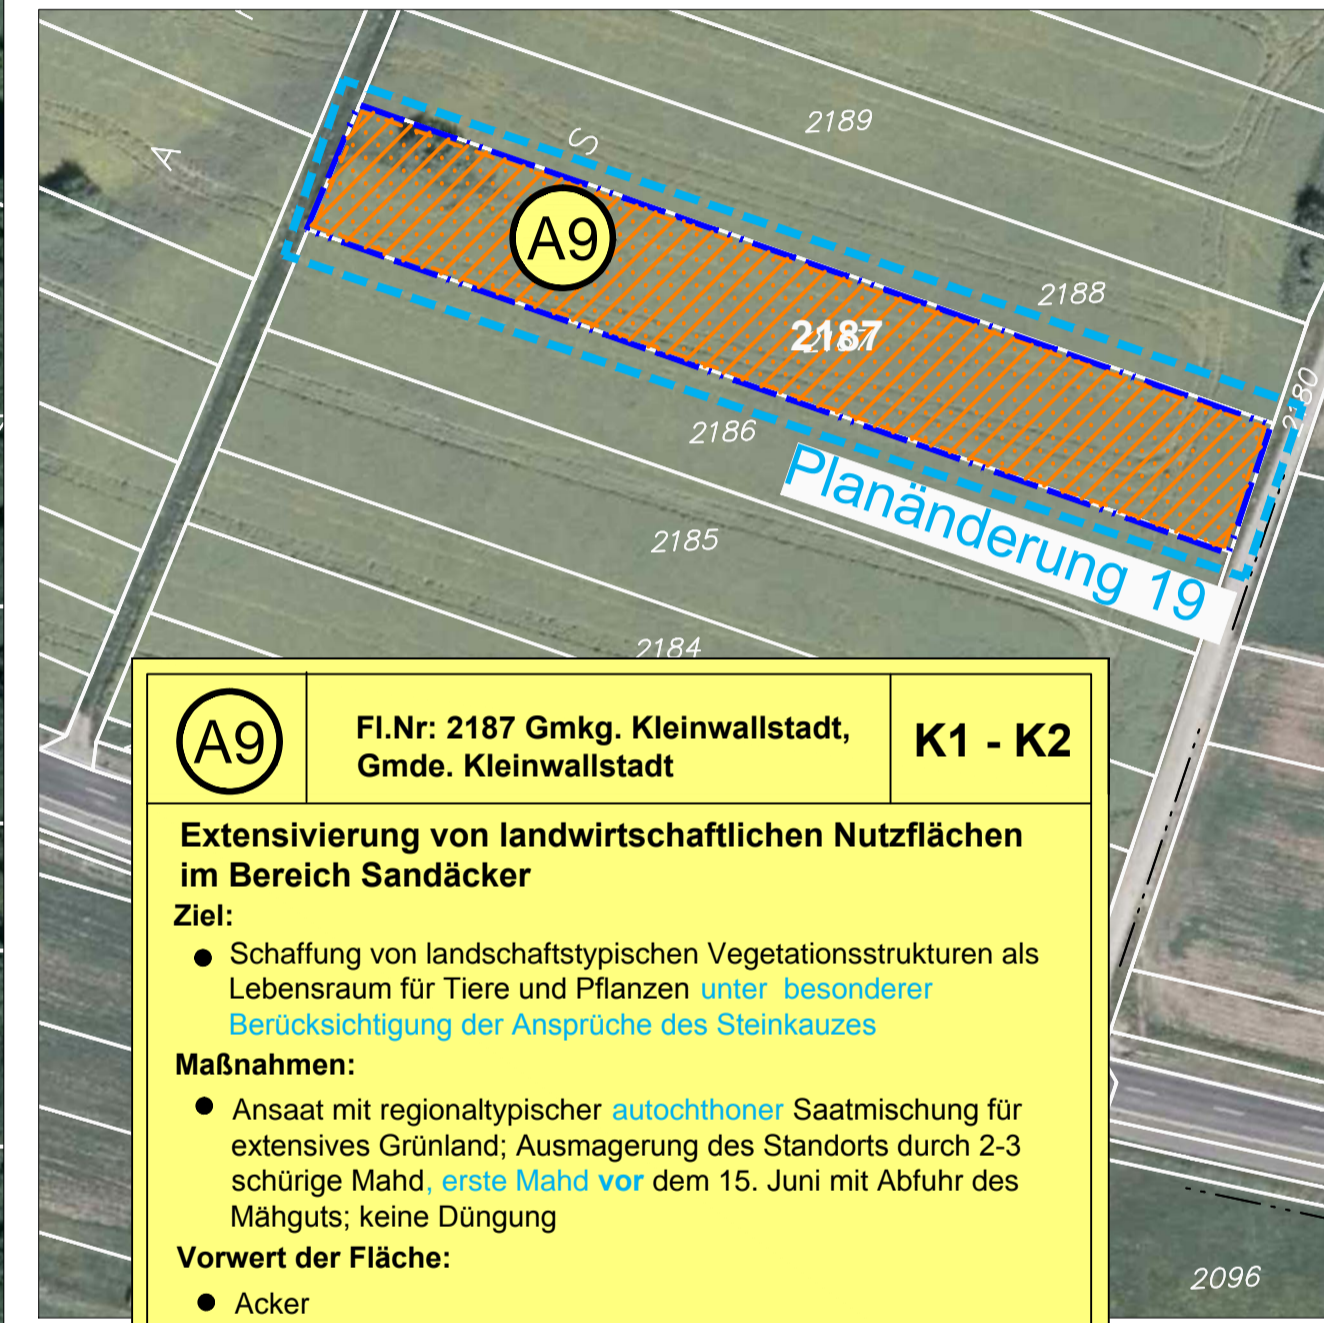 A
S
2189
A9
2188
2187
2187
2180
2186
Planänderung 19
2185
2184
A9
Fl.Nr: 2187 Gmkg. Kleinwallstadt,
Gmde. Kleinwallstadt
K1 - K2
Extensivierung von landwirtschaftlichen Nutzflächen
im Bereich Sandäcker
Ziel:
● Schaffung von landschaftstypischen Vegetationsstrukturen als
Lebensraum für Tiere und Pflanzen unter besonderer
Berücksichtigung der Ansprüche des Steinkauzes
Maßnahmen:
● Ansaat mit regionaltypischer autochthoner Saatmischung für
extensives Grünland; Ausmagerung des Standorts durch 2-3
schürige Mahd, erste Mahd vor dem 15. Juni mit Abfuhr des
Mähguts; keine Düngung
Vorwert der Fläche:
● Acker
2096